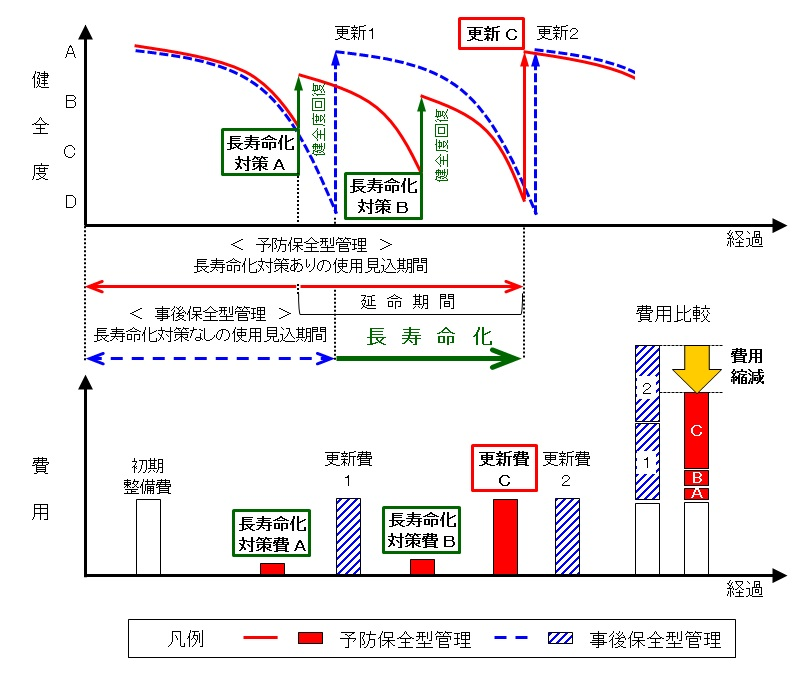 更新1
更新 C
更新2
A
B
C
D
健
全
度
健全度回復
健全度回復
長寿命化
対策 A
長寿命化
対策 B
経過
＜ 予防保全型管理 ＞
長寿命化対策ありの使用見込期間
延 命 期 間
＜ 事後保全型管理 ＞
長寿命化対策なしの使用見込期間
長 寿 命 化
費用比較
費用
縮減
2
1
C
B
A
費
用
初期
整備費
長寿命化
対策費 A
更新費
1
長寿命化
対策費 B
更新費
C
更新費
2
経過
凡例
予防保全型管理
事後保全型管理